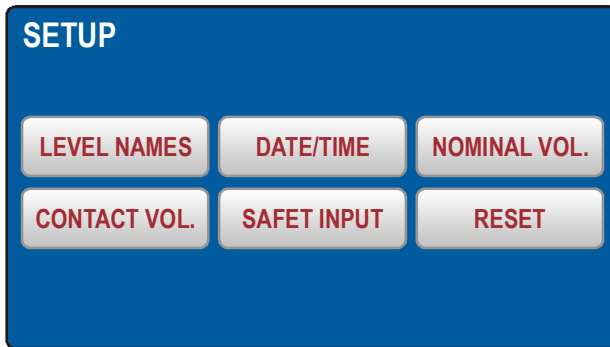 SETUP
LEVEL NAMES DATE/TIME NOMINAL VOL.
CONTACT VOL. SAFET INPUT RESET